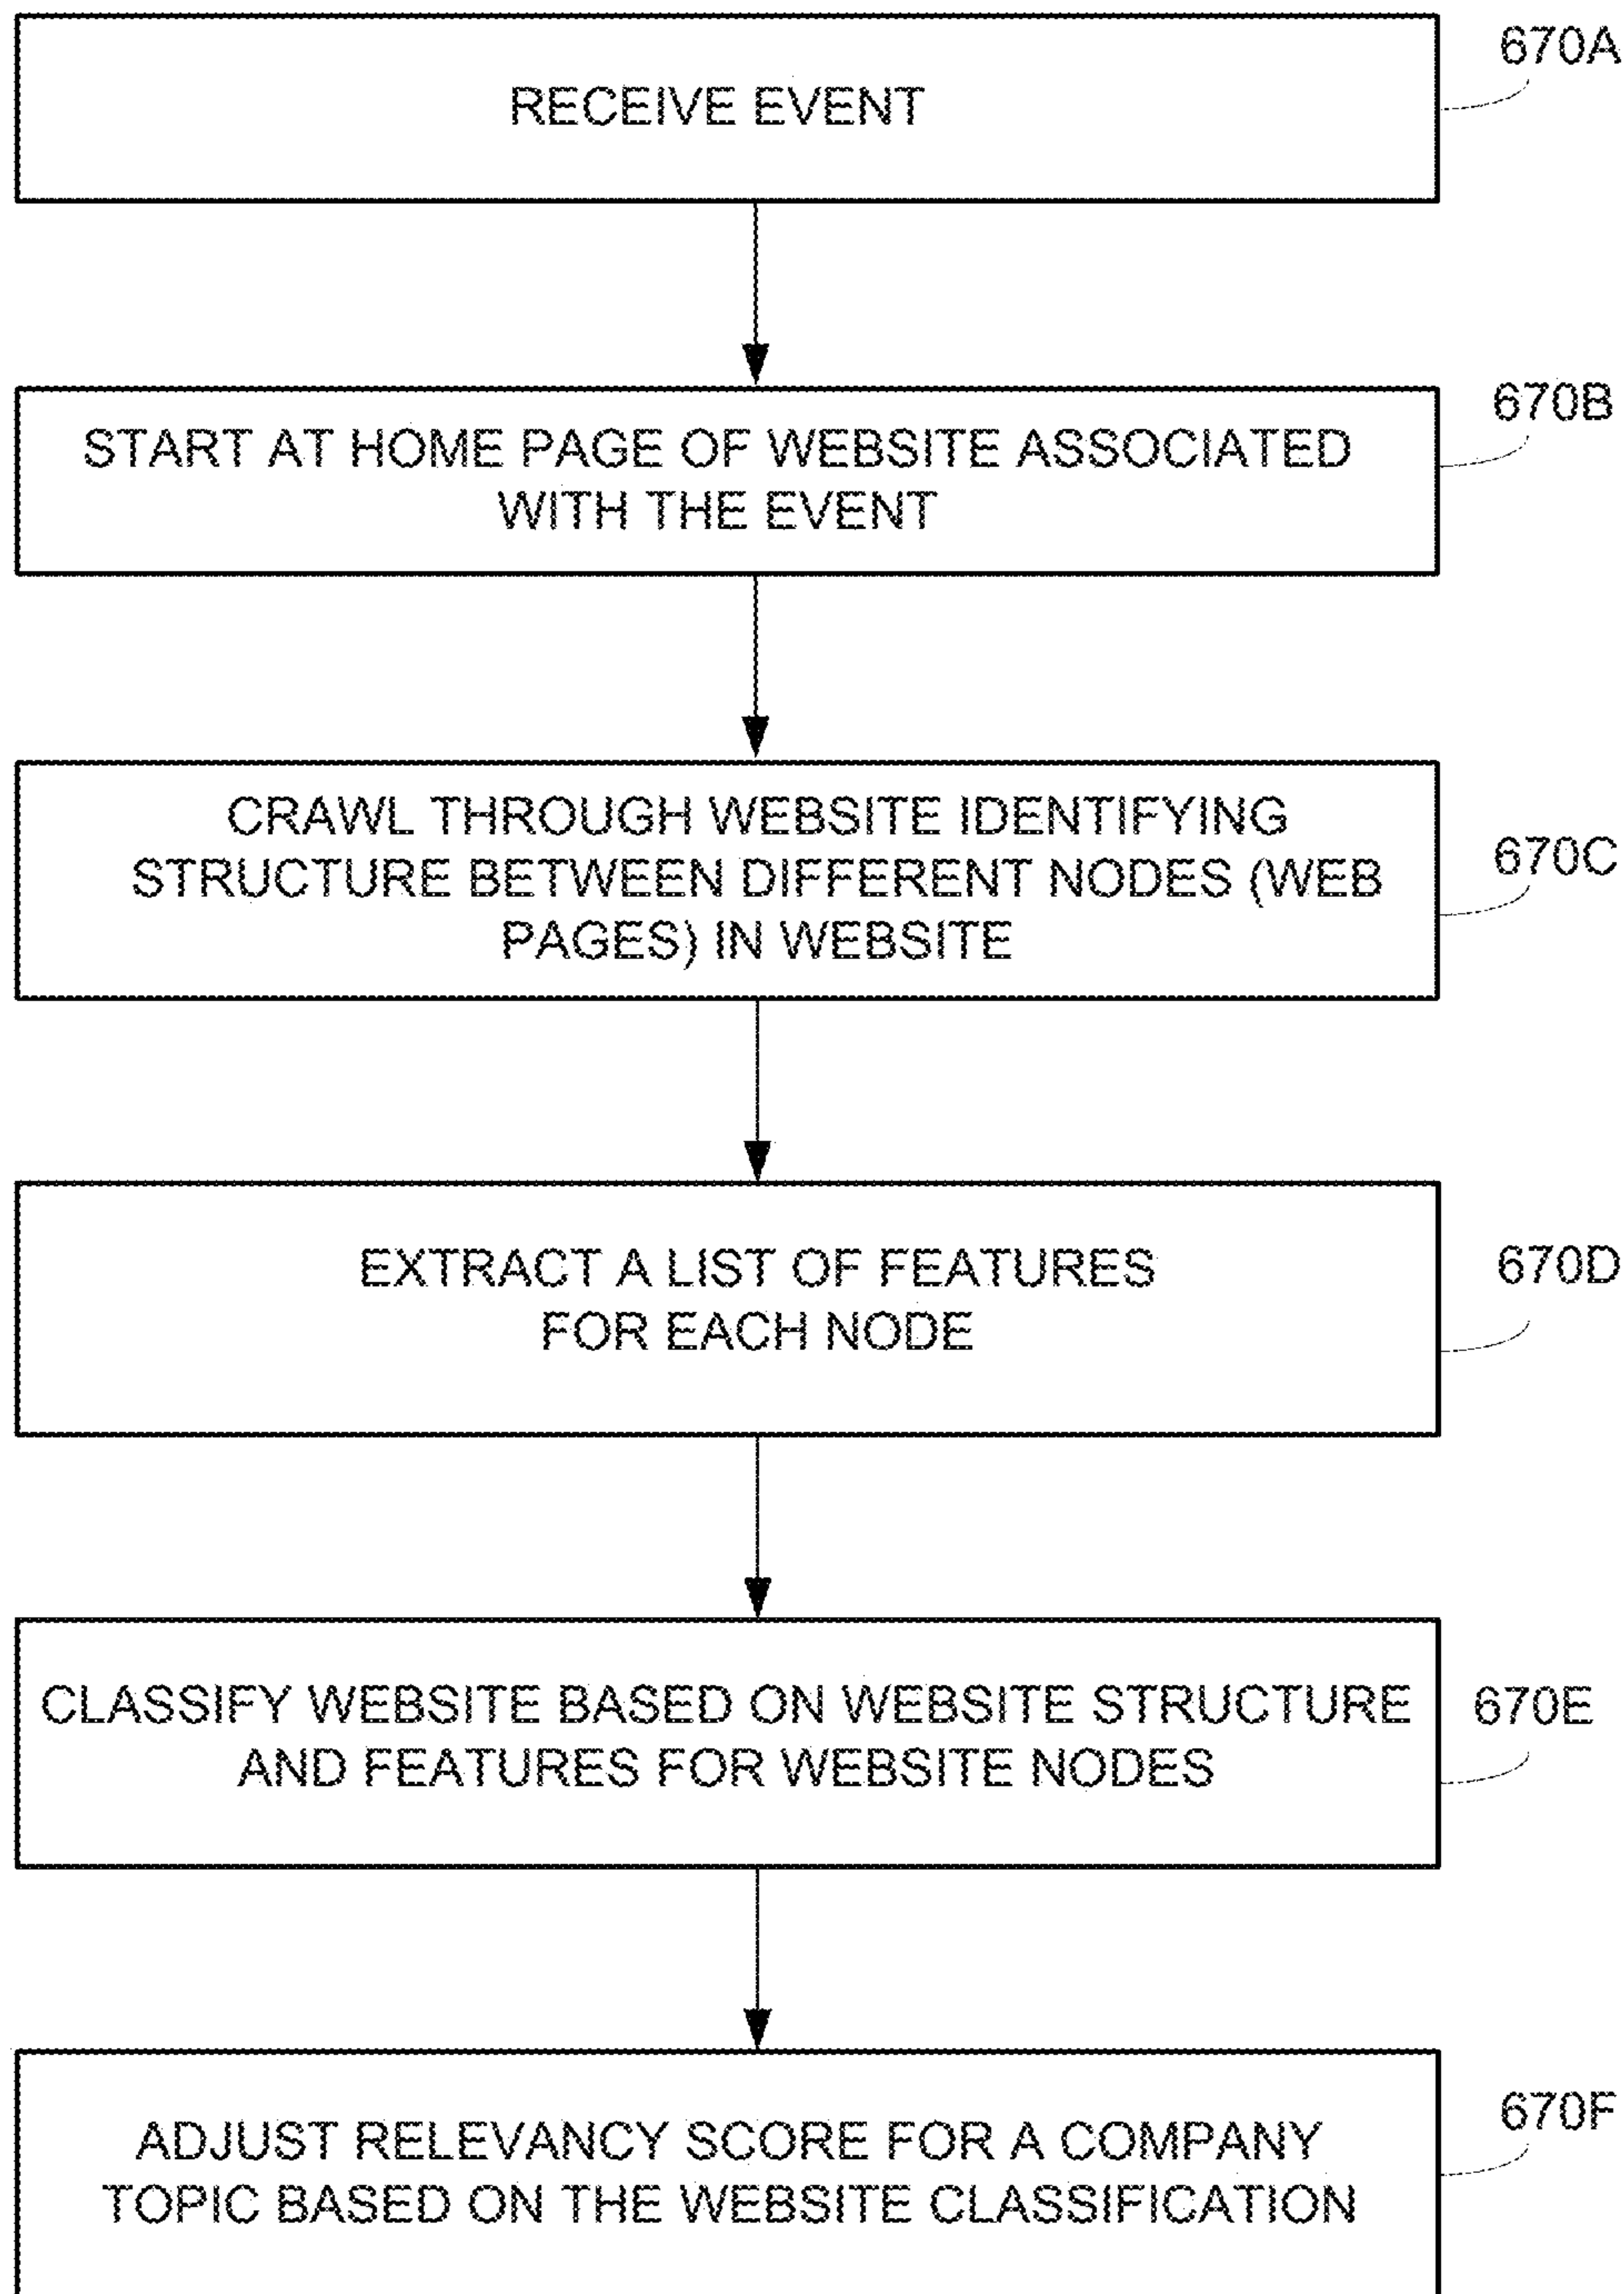 RECEIVE EVENT
670A
START AT HOME PAGE OF WEBSITE ASSOCIATED
WITH THE EVENT
670B
CRAWL THROUGH WEBSITE IDENTIFYING
STRUCTURE BETWEEN DIFFERENT NODES (WEB
PAGES) IN WEBSITE
670C
EXTRACT A LIST OF FEATURES
FOR EACH NODE
670D
CLASSIFY WEBSITE BASED ON WEBSITE STRUCTURE
AND FEATURES FOR WEBSITE NODES
670E
ADJUST RELEVANCY SCORE FOR A COMPANY
TOPIC BASED ON THE WEBSITE CLASSIFICATION
670F